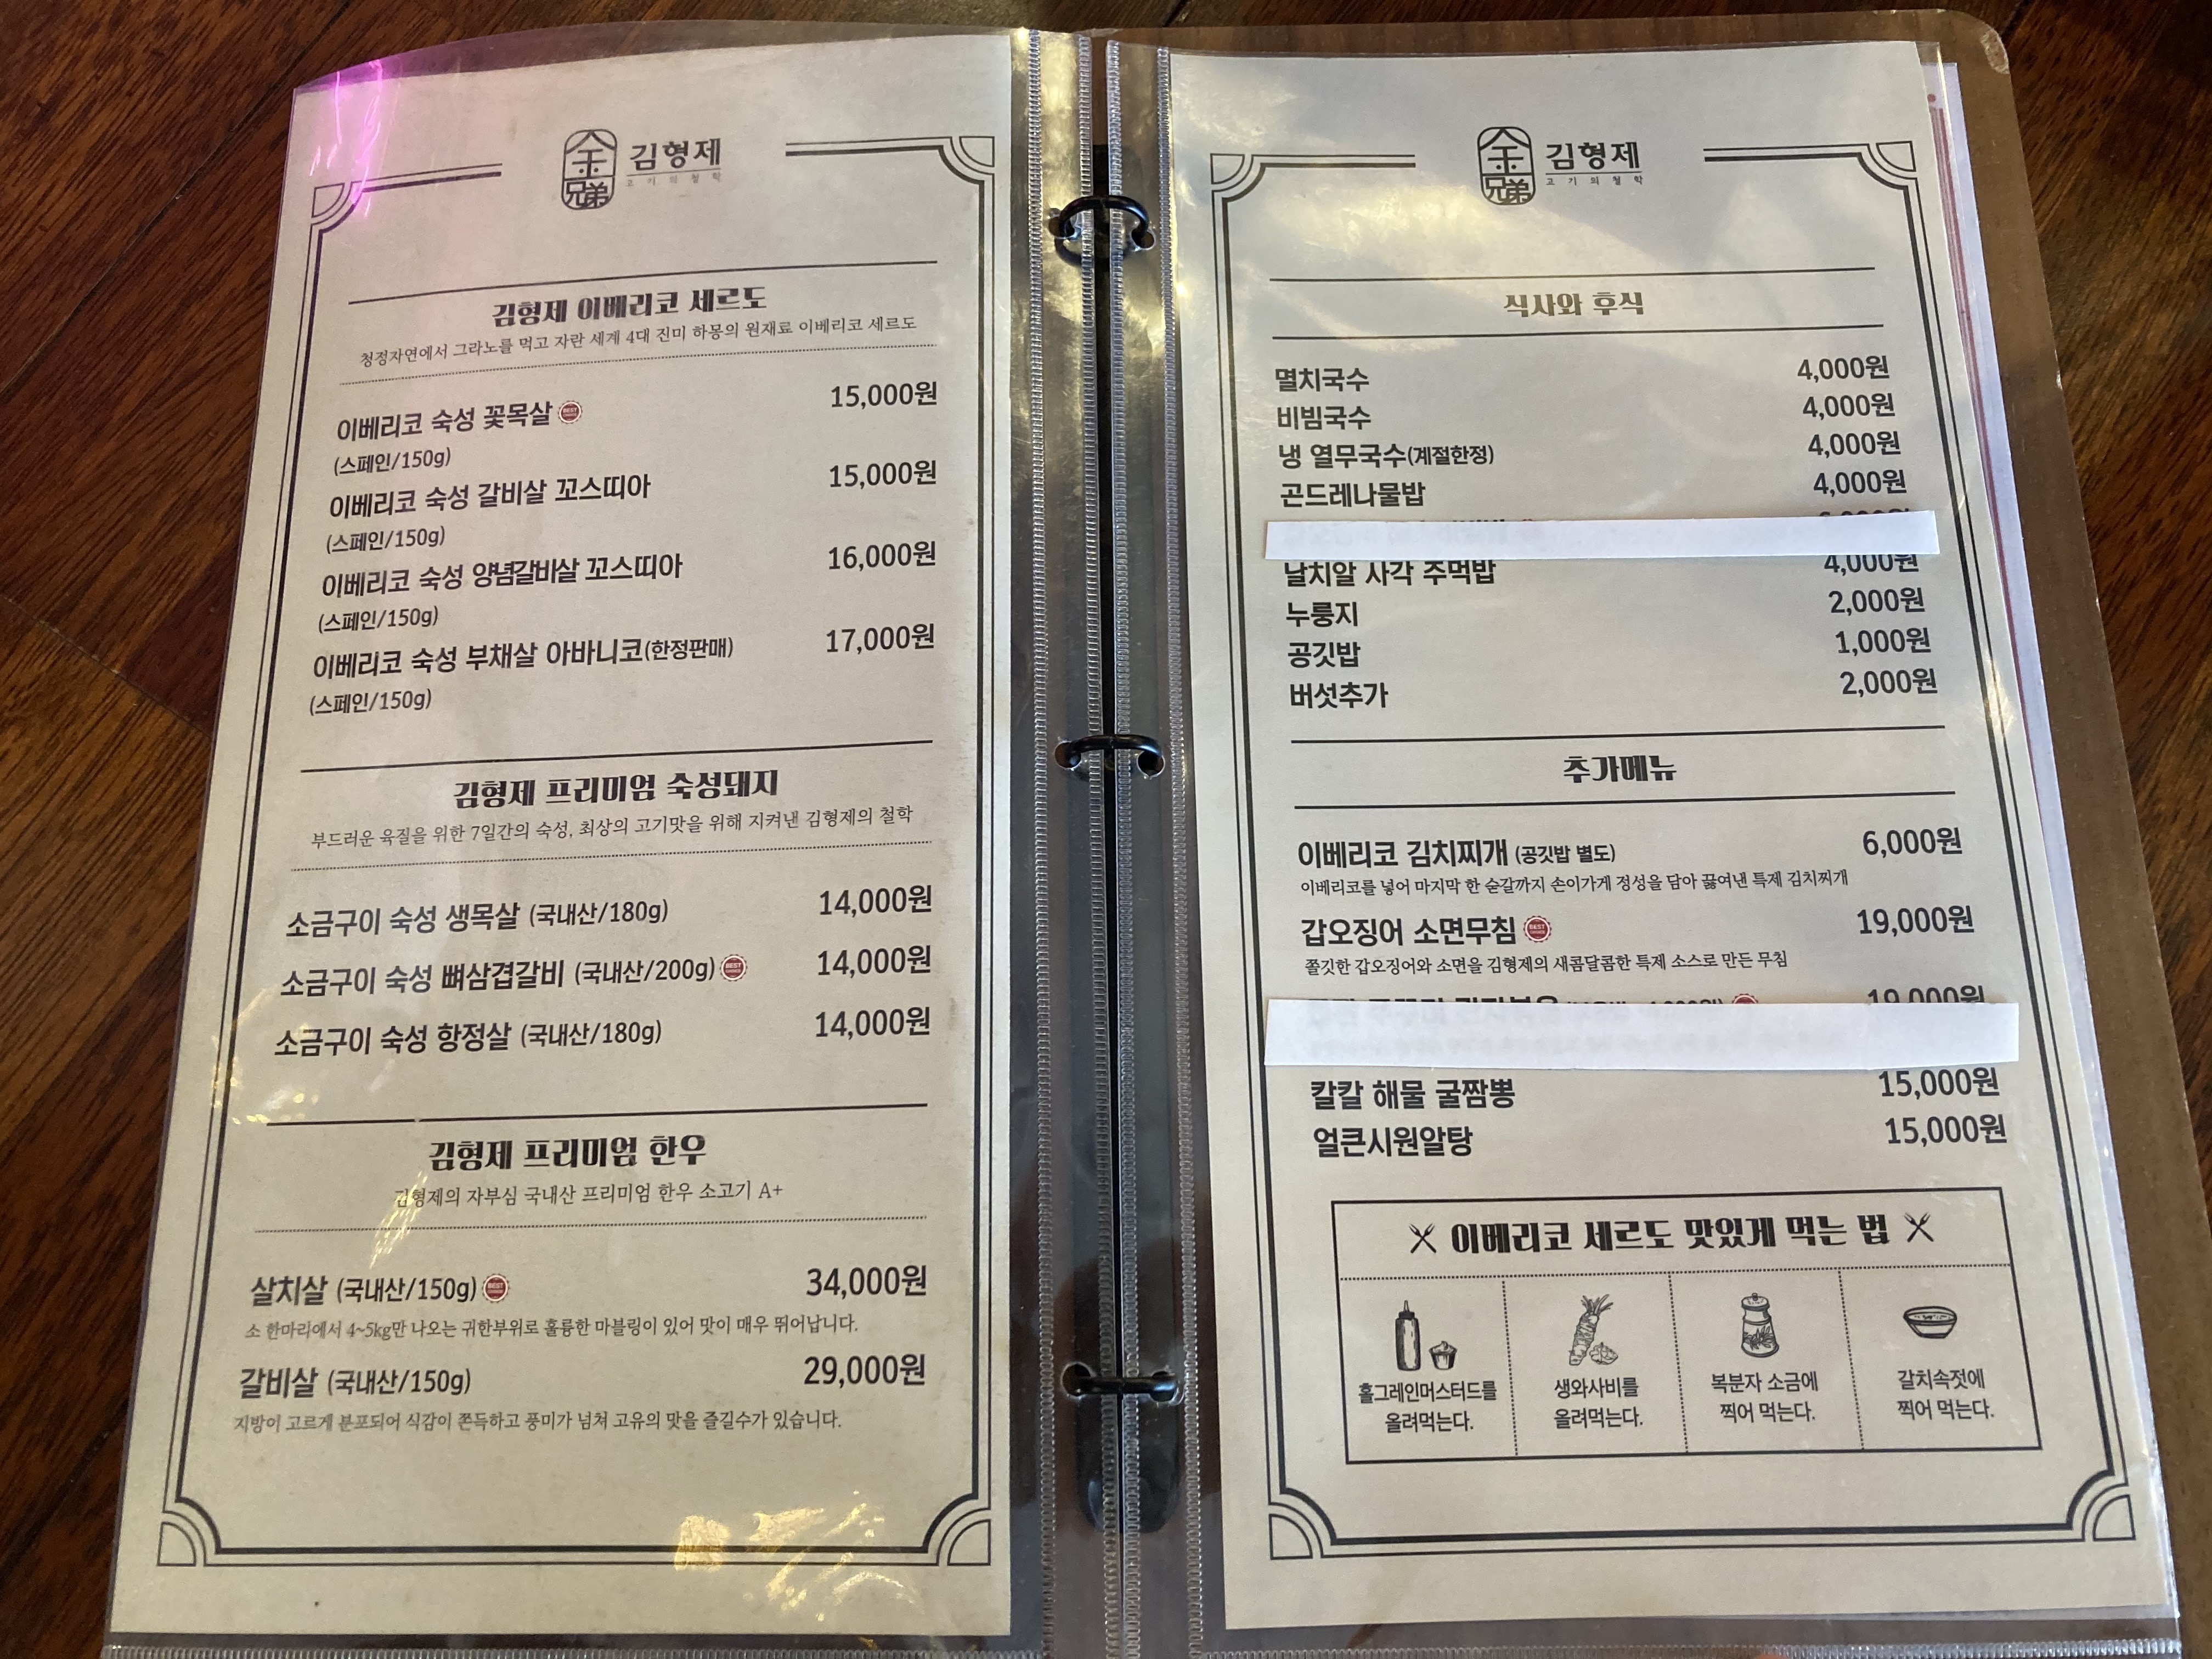 金兄弟
김형제
고기의철학
김형제 이베리코 세르도
청정자연에서 그라노를 먹고 자란 세계 4대 진미 하몽의 원재료 이베리코 세르도
이베리코 숙성 꽃목살 BEST 15,000원
(스페인/150g)
이베리코 숙성 갈비살 꼬스띠아 15,000원
(스페인/150g)
이베리코 숙성 양념갈비살 꼬스띠아 16,000원
(스페인/150g)
이베리코 숙성 부채살 아바니코(한정판매) 17,000원
(스페인/150g)
김형제 프리미엄 숙성돼지
부드러운 육질을 위한 7일간의 숙성, 최상의 고기맛을 위해 지켜낸 김형제의 철학
소금구이 숙성 생목살 (국내산/180g) 14,000원
소금구이 숙성 뼈삼겹갈비 (국내산/200g) BEST 14,000원
소금구이 숙성 항정살 (국내산/180g) 14,000원
김형제 프리미엄 한우
김형제의 자부심 국내산 프리미엄 한우 소고기 A+
살치살 (국내산/150g) BEST 34,000원
소 한마리에서 4~5kg만 나오는 귀한부위로 훌륭한 마블링이 있어 맛이 매우 뛰어납니다.
갈비살 (국내산/150g) 29,000원
지방이 고르게 분포되어 식감이 쫀득하고 풍미가 넘쳐 고유의 맛을 즐길수가 있습니다.
金兄弟
김형제
고기의철학
식사와 후식
멸치국수 4,000원
비빔국수 4,000원
냉 열무국수(계절한정) 4,000원
곤드레나물밥 4,000원
날치알 사각 주먹밥 4,000원
누룽지 2,000원
공깃밥 1,000원
버섯추가 2,000원
추가메뉴
이베리코 김치찌개 (공깃밥 별도) 6,000원
이베리코를 넣어 마지막 한 숟갈까지 손이가게 정성을 담아 끓여낸 특제 김치찌개
갑오징어 소면무침 BEST 19,000원
쫄깃한 갑오징어와 소면을 김형제의 새콤달콤한 특제 소스로 만든 무침
19,000원
칼칼 해물 굴짬뽕 15,000원
얼큰시원알탕 15,000원
이베리코 세르도 맛있게 먹는 법
홀그레인머스터드를
올려먹는다.
생와사비를
올려먹는다.
복분자 소금에
찍어 먹는다.
갈치속젓에
찍어 먹는다.